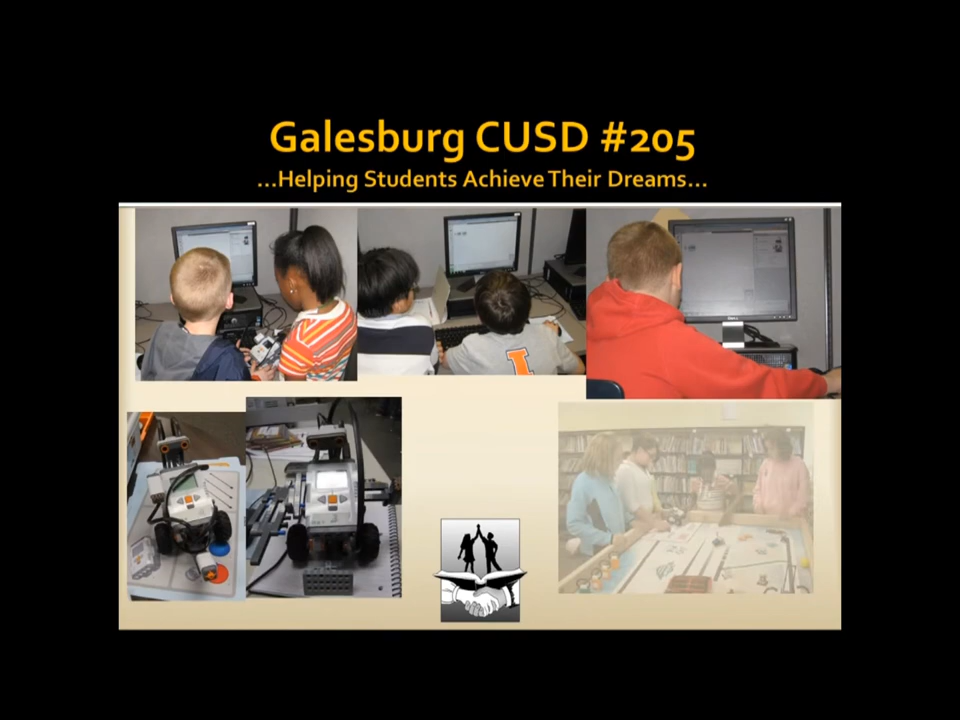 Galesburg CUSD #205
...Helping Students Achieve Their Dreams...
I